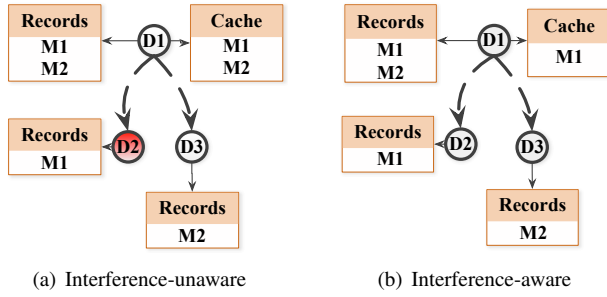 Records
M1
M2
D1
Cache
M1
M2
Records
M1
D2
D3
Records
M2
(a) Interference-unaware
Records
M1
M2
D1
Cache
M1
Records
M1
D2
D3
Records
M2
(b) Interference-aware